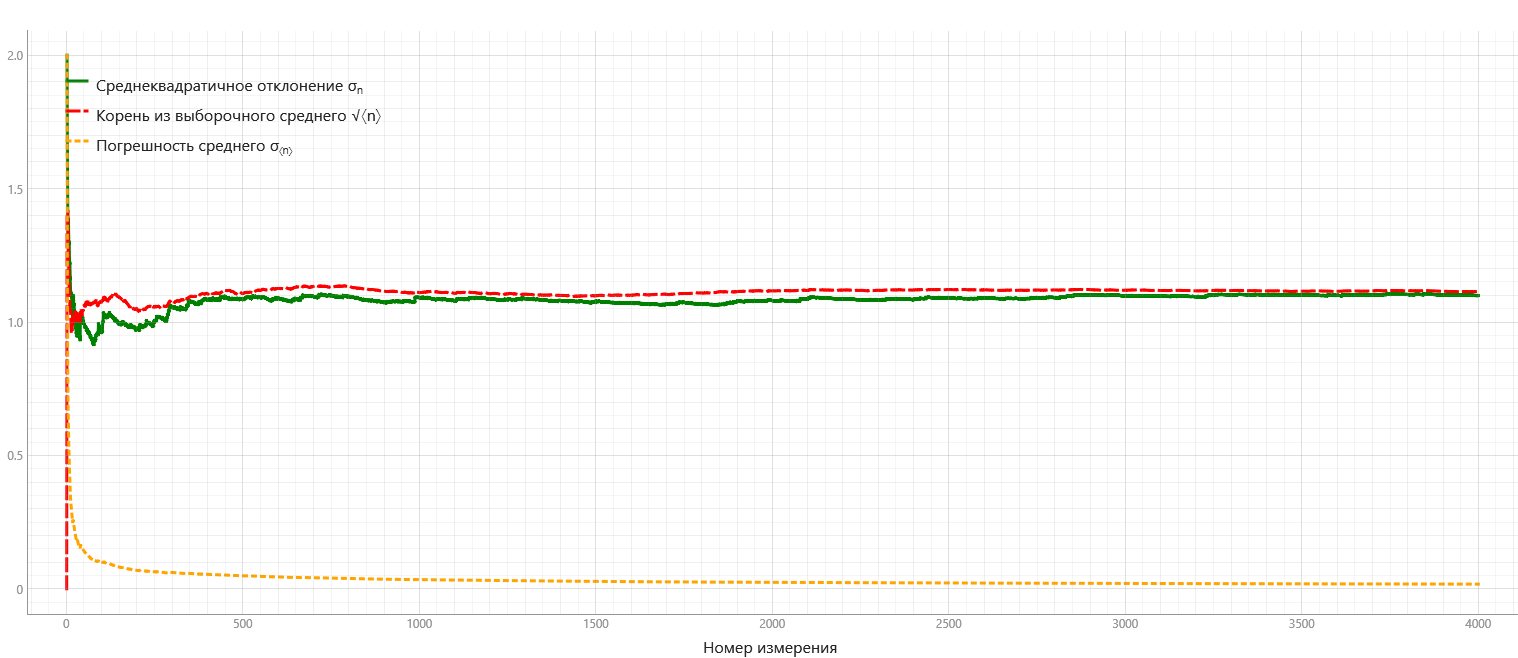 2.0
Среднеквадратичное отклонение σn
Корень из выборочного среднего √⟨n⟩
Погрешность среднего σ⟨n⟩
1.5
1.0
0.5
0
0 500 1000 1500 2000 2500 3000 3500 4000
Номер измерения